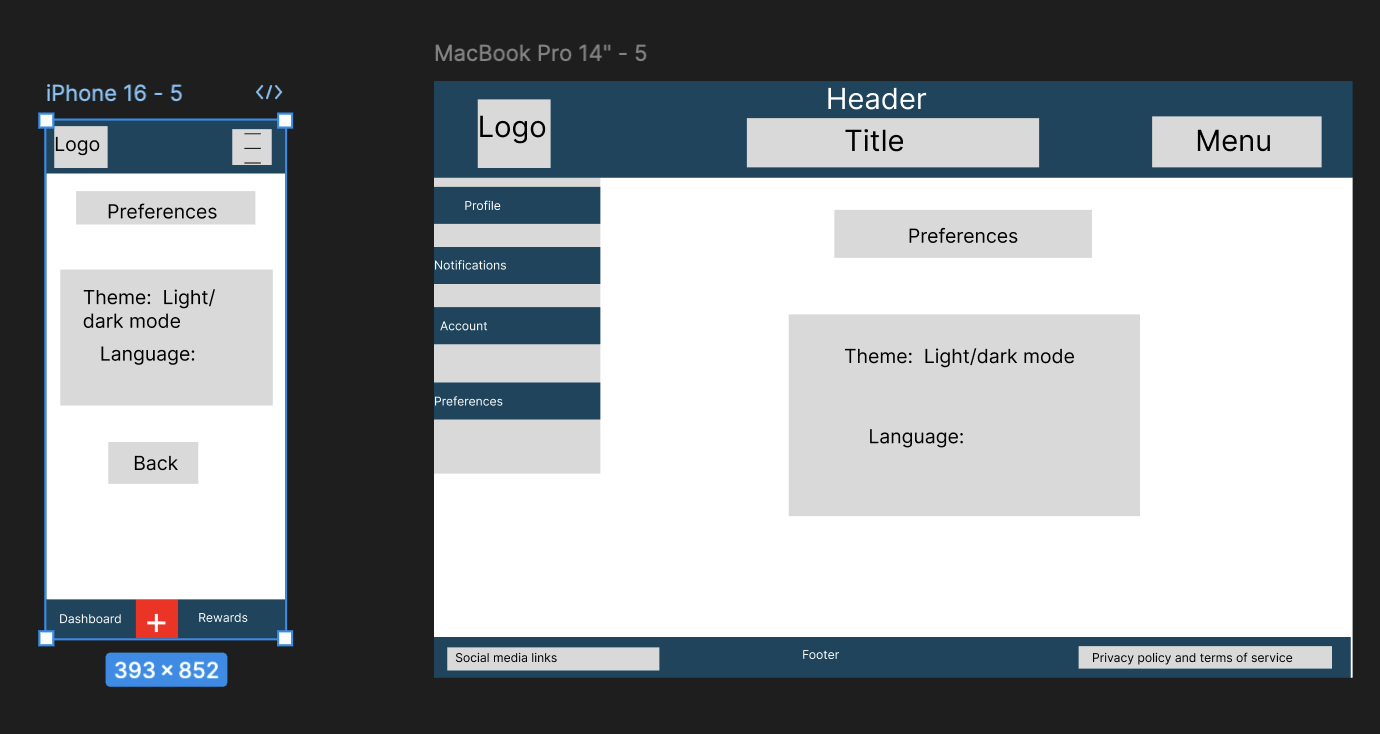 MacBook Pro 14" - 5
iPhone 16 - 5
</>
Logo
Preferences
Theme: Light/
dark mode
Language:
Back
Dashboard
+
Rewards
393 × 852
Header
Logo
Title
Menu
Profile
Notifications
Account
Preferences
Preferences
Theme: Light/dark mode
Language:
Social media links
Footer
Privacy policy and terms of service